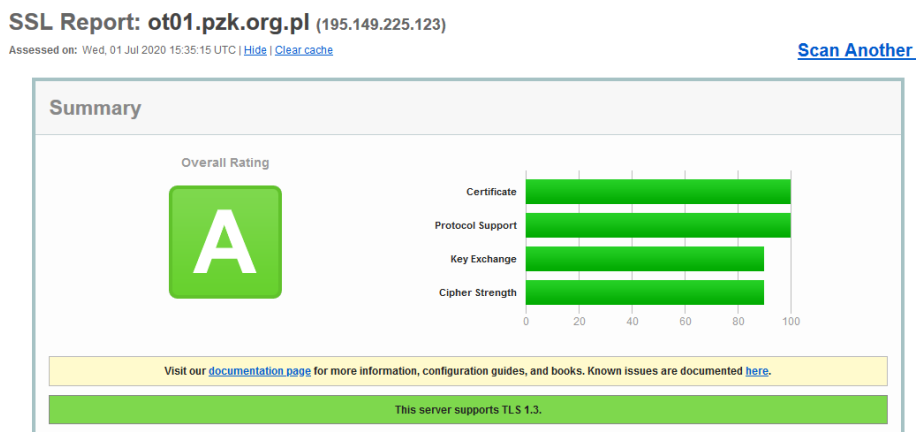 SSL Report: ot01.pzk.org.pl (195.149.225.123)
Assessed on: Wed, 01 Jul 2020 15:35:15 UTC | Hide | Clear cache
Scan Another
Summary
Overall Rating
A
Certificate
Protocol Support
Key Exchange
Cipher Strength
0 20 40 60 80 100
Visit our documentation page for more information, configuration guides, and books. Known issues are documented here.
This server supports TLS 1.3.